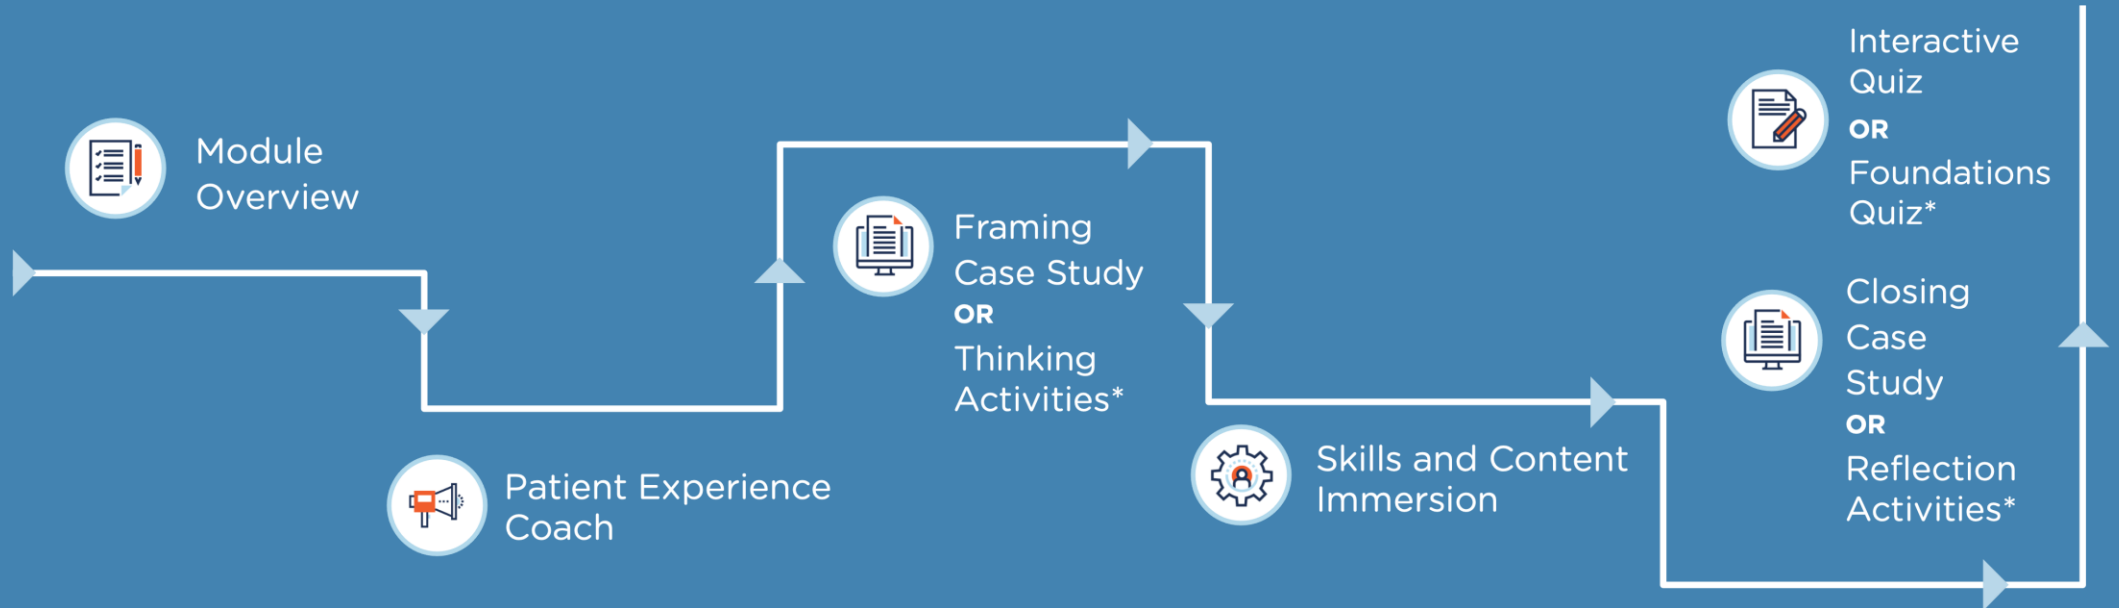 Module
Overview
Patient Experience
Coach
Framing
Case Study
OR
Thinking
Activities*
Skills and Content
Immersion
Interactive
Quiz
OR
Foundations
Quiz*
Closing
Case
Study
OR
Reflection
Activities*